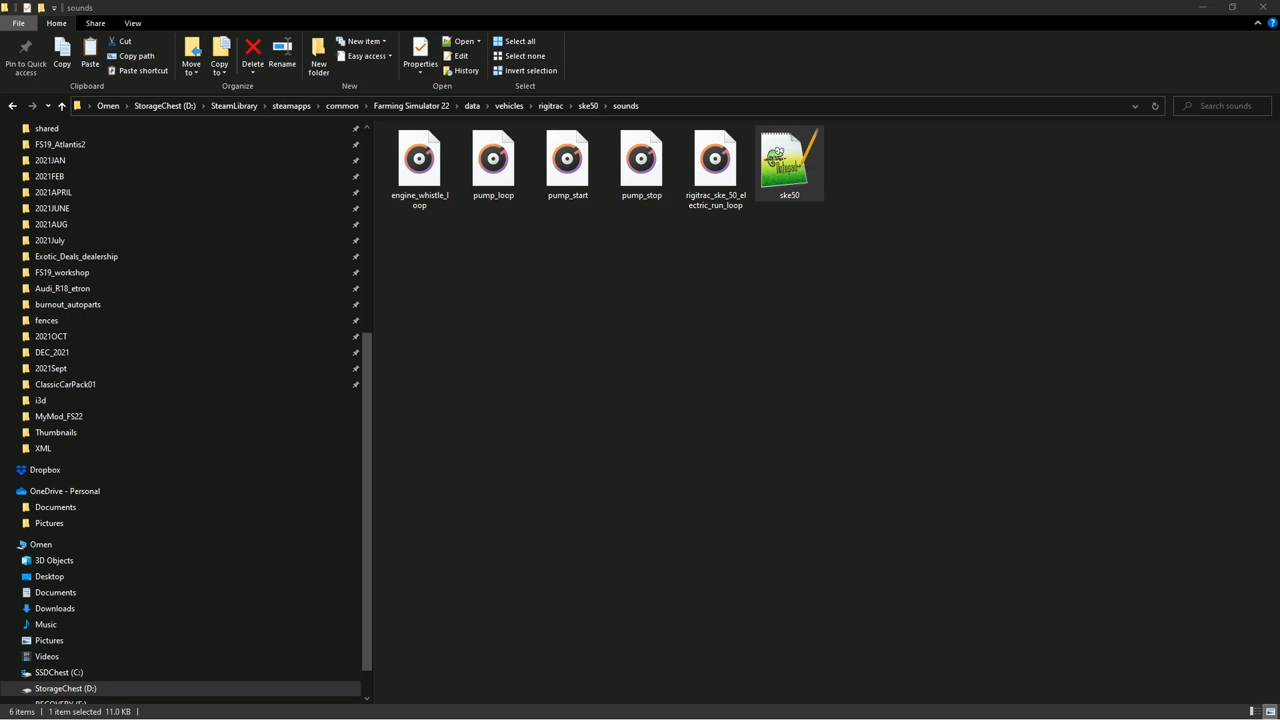 sounds
File
Home
Share
View
Pin to Quick
access
Copy
Paste
Cut
Copy path
Paste shortcut
Clipboard
Move
to
Copy
to
Delete
Rename
Organize
New
folder
New item
Easy access
New
Properties
Open
Edit
History
Open
Select all
Select none
Invert selection
Select
Omen
StorageChest (D:)
SteamLibrary
steamapps
common
Farming Simulator 22
data
vehicles
rigitrac
ske50
sounds
Search sounds
shared
FS19_Atlantis2
2021JAN
2021FEB
2021APRIL
2021JUNE
2021AUG
2021July
Exotic_Deals_dealership
FS19_workshop
Audi_R18_etron
burnout_autoparts
fences
2021OCT
DEC_2021
2021Sept
ClassicCarPack01
i3d
MyMod_FS22
Thumbnails
XML
Dropbox
OneDrive - Personal
Documents
Pictures
Omen
3D Objects
Desktop
Documents
Downloads
Music
Pictures
Videos
SSDChest (C:)
StorageChest (D:)
engine_whistle_l
oop
pump_loop
pump_start
pump_stop
rigitrac_ske_50_el
ectric_run_loop
ske50
6 items
1 item selected 11.0 KB